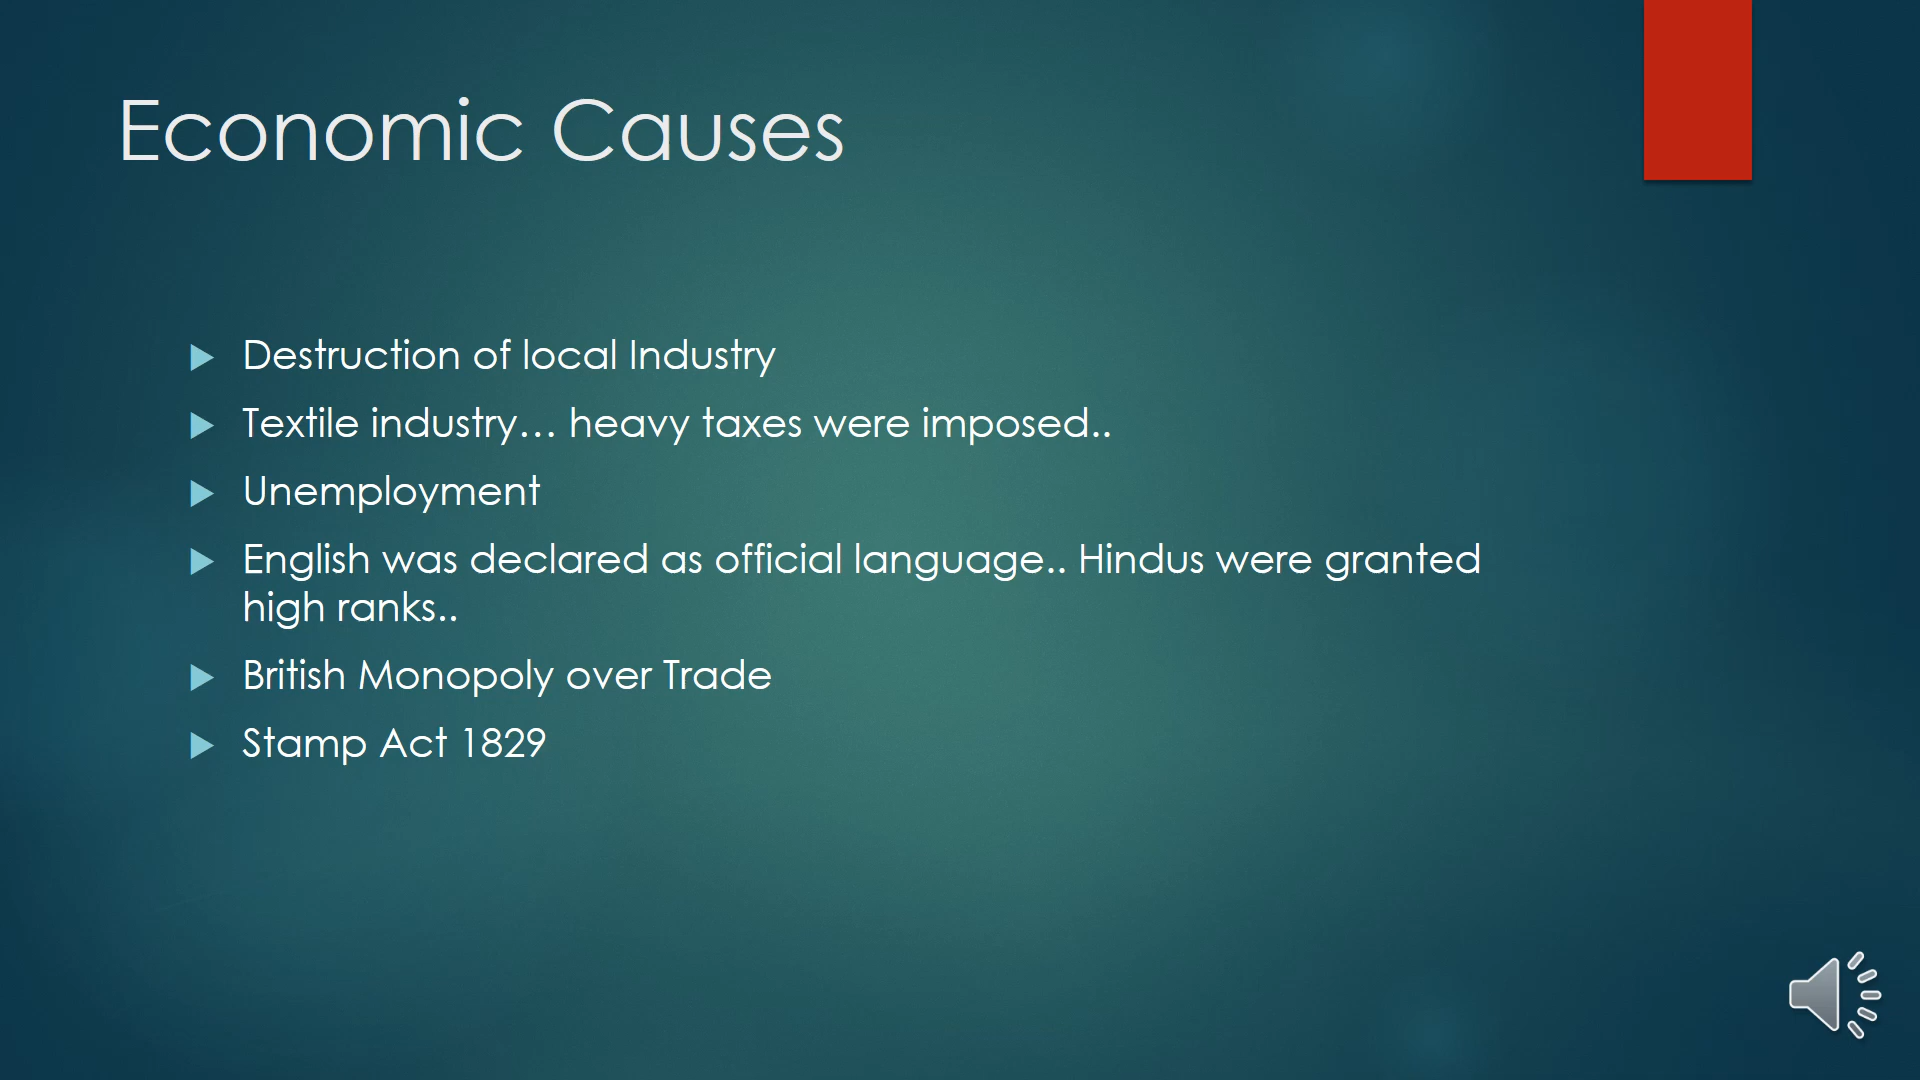 Economic Causes
Destruction of local Industry
Textile industry… heavy taxes were imposed..
Unemployment
English was declared as official language.. Hindus were granted
high ranks..
British Monopoly over Trade
Stamp Act 1829